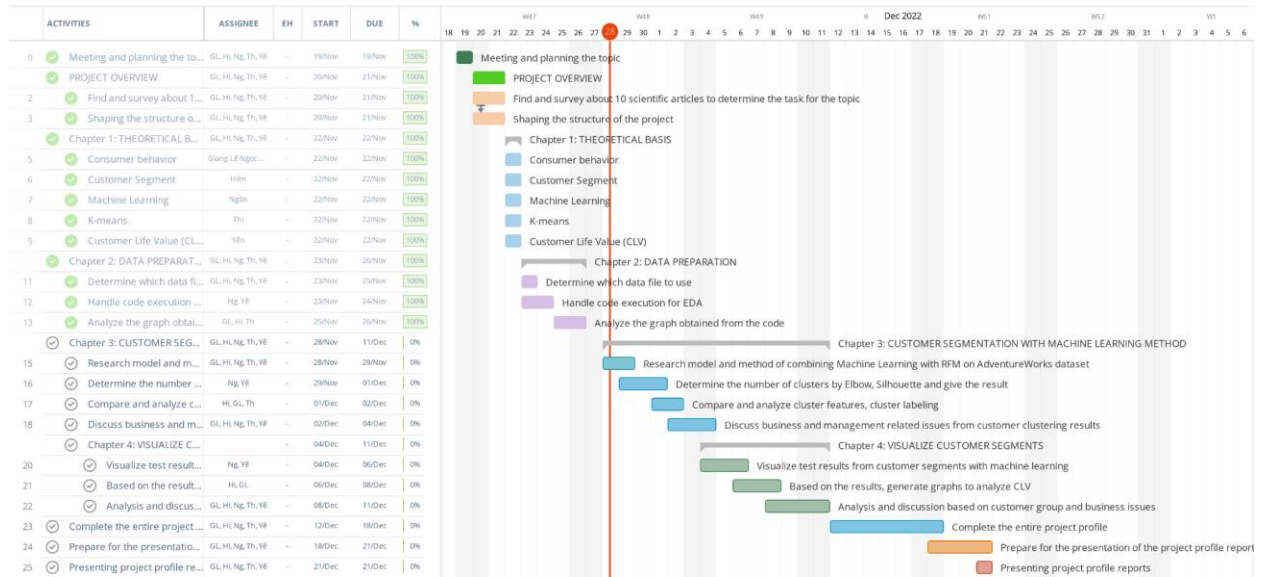 ACTIVITIES ASSIGNEE EH START DUE % W47 W48 W49 W Dec 2022 W51 W52 W1
18 19 20 21 22 23 24 25 26 27 28 29 30 1 2 3 4 5 6 7 8 9 10 11 12 13 14 15 16 17 18 19 20 21 22 23 24 25 26 27 28 29 30 31 1 2 3 4 5 6
0 Meeting and planning the to... GL, Hi, Ng, Th, Yế - 19/Nov 19/Nov 100% Meeting and planning the topic
PROJECT OVERVIEW GL, Hi, Ng, Th, Yế - 20/Nov 21/Nov 100% PROJECT OVERVIEW
2 Find and survey about 1... GL, Hi, Ng, Th, Yế - 20/Nov 21/Nov 100% Find and survey about 10 scientific articles to determine the task for the topic
3 Shaping the structure o... GL, Hi, Ng, Th, Yế - 20/Nov 21/Nov 100% Shaping the structure of the project
Chapter 1: THEORETICAL B... GL, Hi, Ng, Th, Yế - 22/Nov 22/Nov 100% Chapter 1: THEORETICAL BASIS
5 Consumer behavior Giang Lê Ngọc... - 22/Nov 22/Nov 100% Consumer behavior
6 Customer Segment Hiền - 22/Nov 22/Nov 100% Customer Segment
7 Machine Learning Ngân - 22/Nov 22/Nov 100% Machine Learning
8 K-means Thi - 22/Nov 22/Nov 100% K-means
9 Customer Life Value (CL... Yến - 22/Nov 22/Nov 100% Customer Life Value (CLV)
Chapter 2: DATA PREPARAT... GL, Hi, Ng, Th, Yế - 23/Nov 26/Nov 100% Chapter 2: DATA PREPARATION
11 Determine which data fi... GL, Hi, Ng, Th, Yế - 23/Nov 23/Nov 100% Determine which data file to use
12 Handle code execution ... Ng, Yế - 23/Nov 24/Nov 100% Handle code execution for EDA
13 Analyze the graph obtai... GL, Hi, Th - 25/Nov 26/Nov 100% Analyze the graph obtained from the code
Chapter 3: CUSTOMER SEG... GL, Hi, Ng, Th, Yế - 28/Nov 11/Dec 0% Chapter 3: CUSTOMER SEGMENTATION WITH MACHINE LEARNING METHOD
15 Research model and m... GL, Hi, Ng, Th, Yế - 28/Nov 29/Nov 0% Research model and method of combining Machine Learning with RFM on AdventureWorks dataset
16 Determine the number ... Ng, Yế - 29/Nov 01/Dec 0% Determine the number of clusters by Elbow, Silhouette and give the result
17 Compare and analyze c... Hi, GL, Th - 01/Dec 02/Dec 0% Compare and analyze cluster features, cluster labeling
18 Discuss business and m... GL, Hi, Ng, Th, Yế - 02/Dec 04/Dec 0% Discuss business and management related issues from customer clustering results
Chapter 4: VISUALIZE C... - 04/Dec 11/Dec 0% Chapter 4: VISUALIZE CUSTOMER SEGMENTS
20 Visualize test result... Ng, Yế - 04/Dec 06/Dec 0% Visualize test results from customer segments with machine learning
21 Based on the result... Hi, GL - 06/Dec 08/Dec 0% Based on the results, generate graphs to analyze CLV
22 Analysis and discus... GL, Hi, Ng, Th, Yế - 08/Dec 11/Dec 0% Analysis and discussion based on customer group and business issues
23 Complete the entire project ... GL, Hi, Ng, Th, Yế - 12/Dec 18/Dec 0% Complete the entire project profile
24 Prepare for the presentatio... GL, Hi, Ng, Th, Yế - 18/Dec 21/Dec 0% Prepare for the presentation of the project profile report
25 Presenting project profile re... GL, Hi, Ng, Th, Yế - 21/Dec 21/Dec 0% Presenting project profile reports